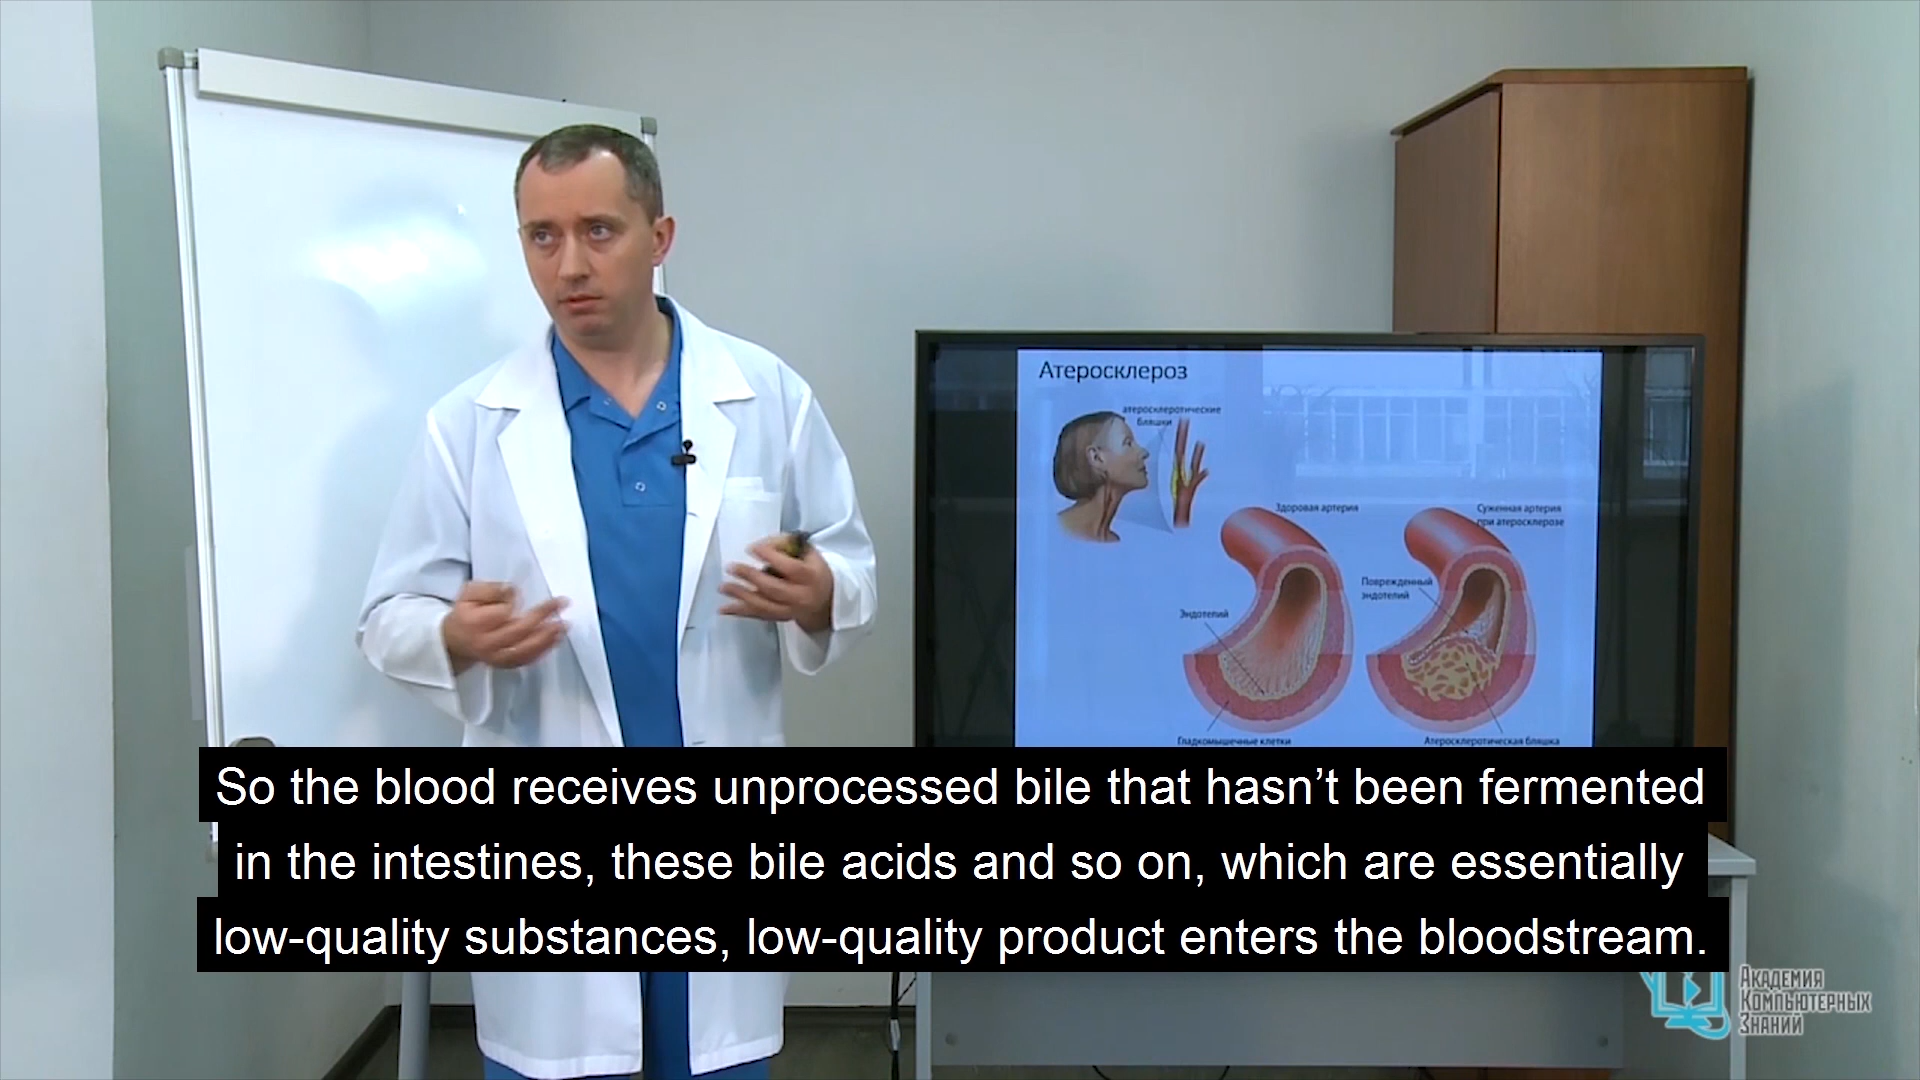 Атеросклероз
атеросклеротические
бляшки
Здоровая артерия
Суженная артерия
при атеросклерозе
Поврежденный
эндотелий
Эндотелий
Гладкомышечные клетки
Атеросклеротическая бляшка
So the blood receives unprocessed bile that hasn’t been fermented
in the intestines, these bile acids and so on, which are essentially
low-quality substances, low-quality product enters the bloodstream.
Академия
Компьютерных
Знаний